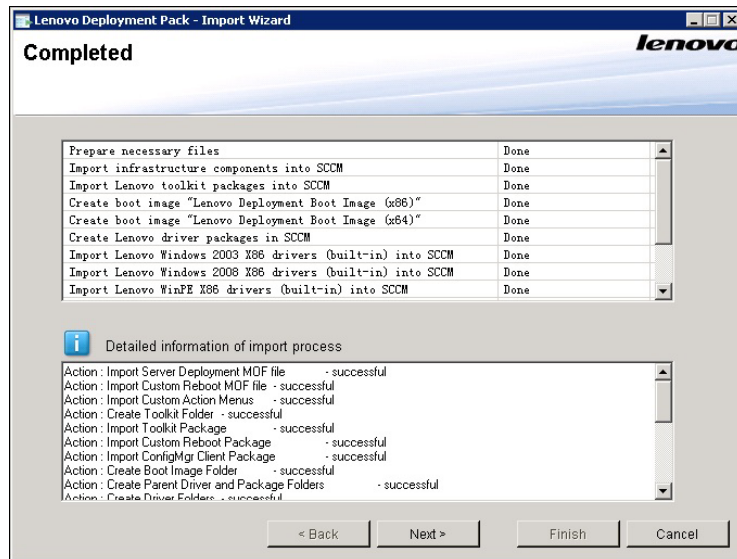 Lenovo Deployment Pack - Import Wizard
Completed
lenovo
Prepare necessary files Done
Import infrastructure components into SCCM Done
Import Lenovo toolkit packages into SCCM Done
Create boot image "Lenovo Deployment Boot Image (x86)" Done
Create boot image "Lenovo Deployment Boot Image (x64)" Done
Create Lenovo driver packages in SCCM Done
Import Lenovo Windows 2003 X86 drivers (built-in) into SCCM Done
Import Lenovo Windows 2008 X86 drivers (built-in) into SCCM Done
Import Lenovo WinPE X86 drivers (built-in) into SCCM Done
i Detailed information of import process
Action : Import Server Deployment MOF file - successful
Action : Import Custom Reboot MOF file - successful
Action : Import Custom Action Menus - successful
Action : Create Toolkit Folder - successful
Action : Import Toolkit Package - successful
Action : Import Custom Reboot Package - successful
Action : Import ConfigMgr Client Package - successful
Action : Create Boot Image Folder - successful
Action : Create Parent Driver and Package Folders - successful
Action : Create Driver Folders - successful
< Back Next > Finish Cancel